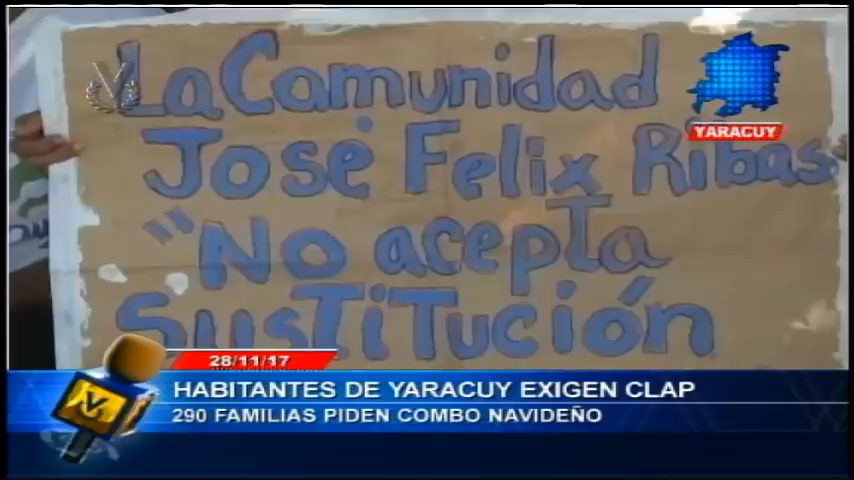 La Comunidad
José Felix Ribas
"No acepta
SusTiTución
YARACUY
28/11/17
HABITANTES DE YARACUY EXIGEN CLAP
290 FAMILIAS PIDEN COMBO NAVIDEÑO